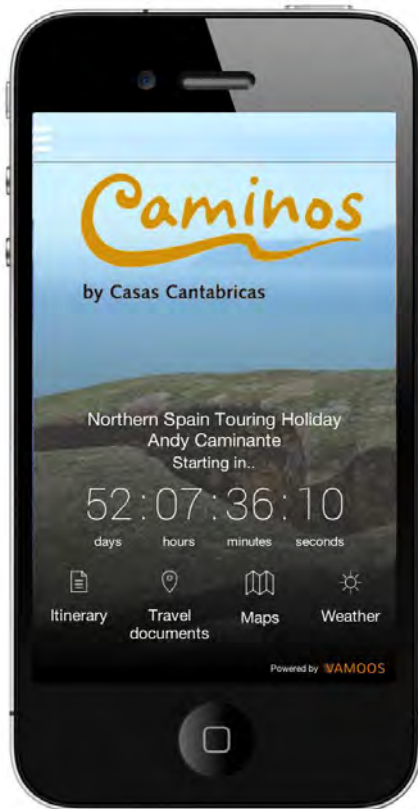 Caminos
by Casas Cantabricas
Northern Spain Touring Holiday
Andy Caminante
Starting in..
52:07:36:10
days hours minutes seconds
Itinerary Travel documents Maps Weather
Powered by VAMOOS